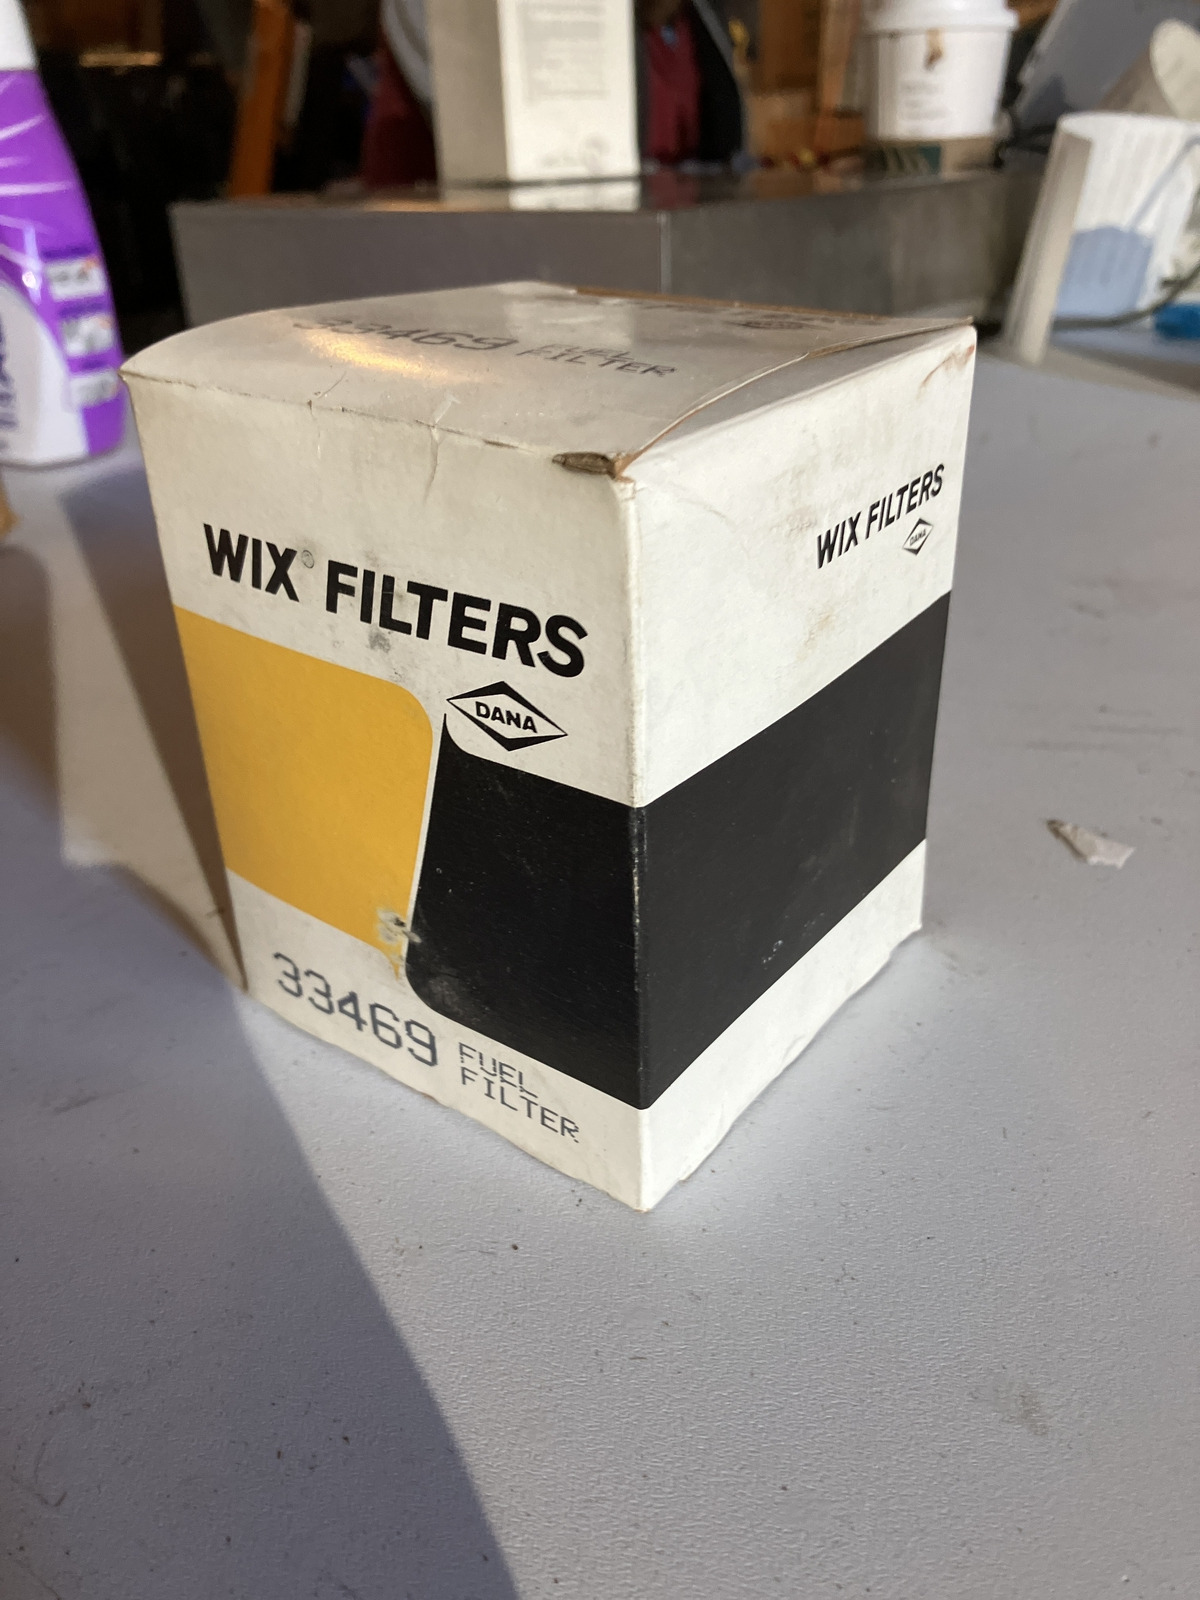 33469 FUEL
FILTER
WIX® FILTERS
DANA
33469 FUEL
FILTER
WIX FILTERS
DANA